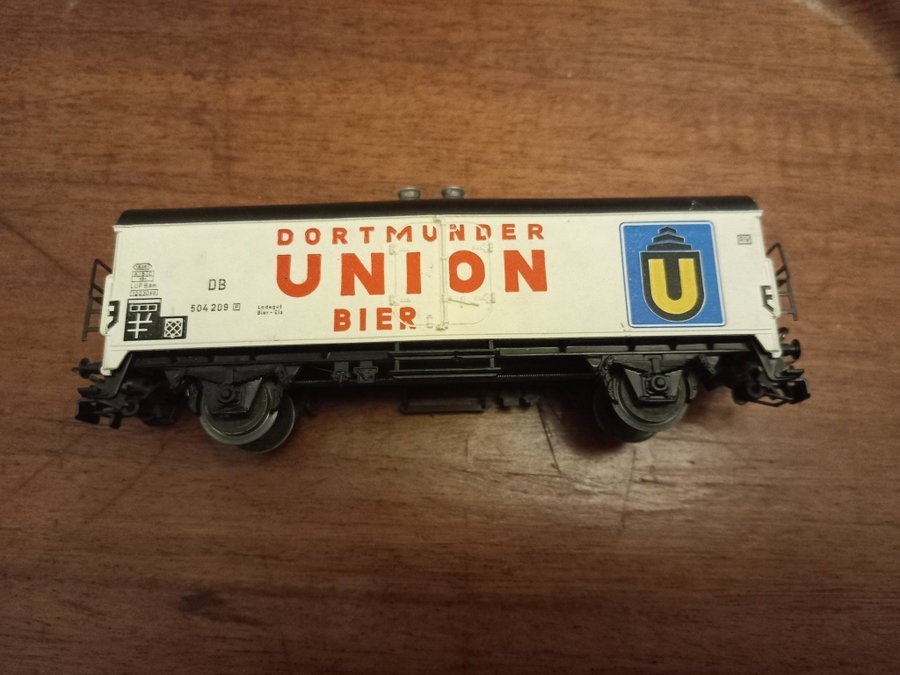 DORTMUNDER
UNION
BIER
DB
504 209 P
Ladegut
Bier-Eis
U